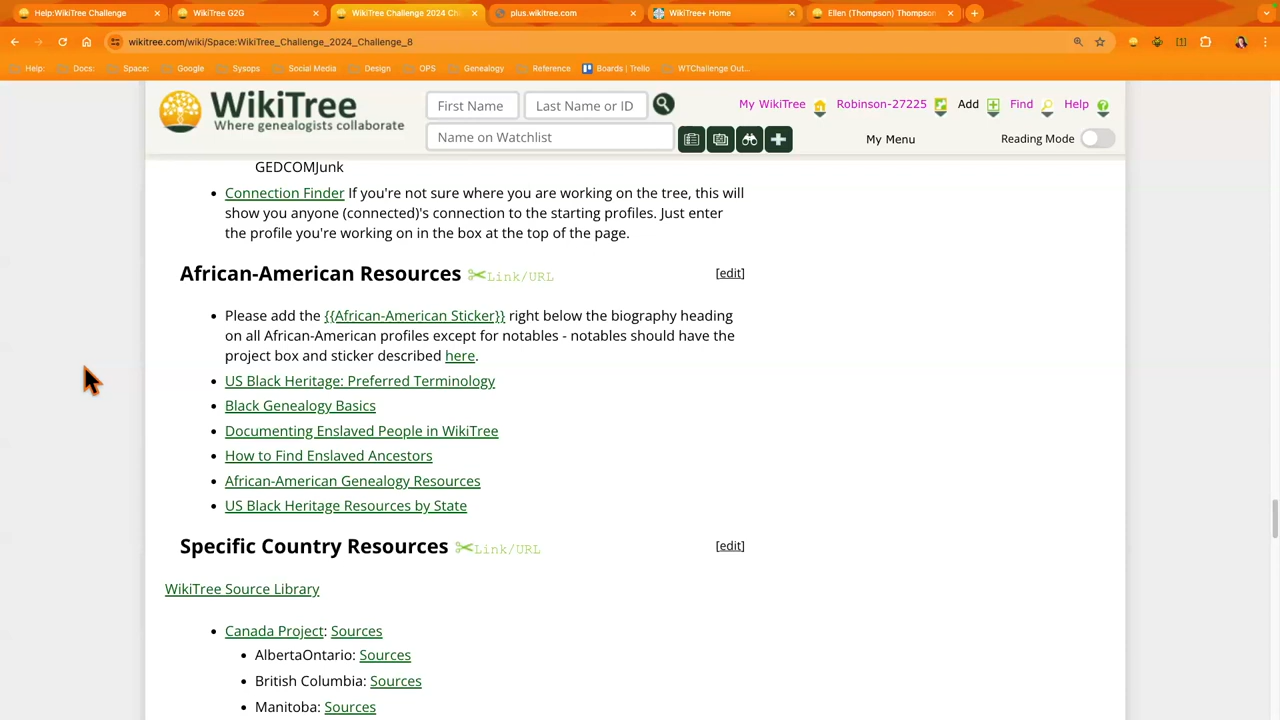 Help:WikiTree Challenge
WikiTree G2G
WikiTree Challenge 2024 Ch
plus.wikitree.com
WikiTree+ Home
Ellen (Thompson) Thompson
wikitree.com/wiki/Space:WikiTree_Challenge_2024_Challenge_8
Help:
Docs:
Space:
Google
Sysops
Social Media
Design
OPS
Genealogy
Reference
Boards | Trello
WTChallenge Out...
WikiTree
Where genealogists collaborate
First Name
Last Name or ID
My WikiTree
Robinson-27225
Add
Find
Help
Name on Watchlist
My Menu
Reading Mode
GEDCOMJunk
Connection Finder If you're not sure where you are working on the tree, this will
show you anyone (connected)'s connection to the starting profiles. Just enter
the profile you're working on in the box at the top of the page.
African-American Resources Link/URL [edit]
Please add the {{African-American Sticker}} right below the biography heading
on all African-American profiles except for notables - notables should have the
project box and sticker described here.
US Black Heritage: Preferred Terminology
Black Genealogy Basics
Documenting Enslaved People in WikiTree
How to Find Enslaved Ancestors
African-American Genealogy Resources
US Black Heritage Resources by State
Specific Country Resources Link/URL [edit]
WikiTree Source Library
Canada Project: Sources
AlbertaOntario: Sources
British Columbia: Sources
Manitoba: Sources